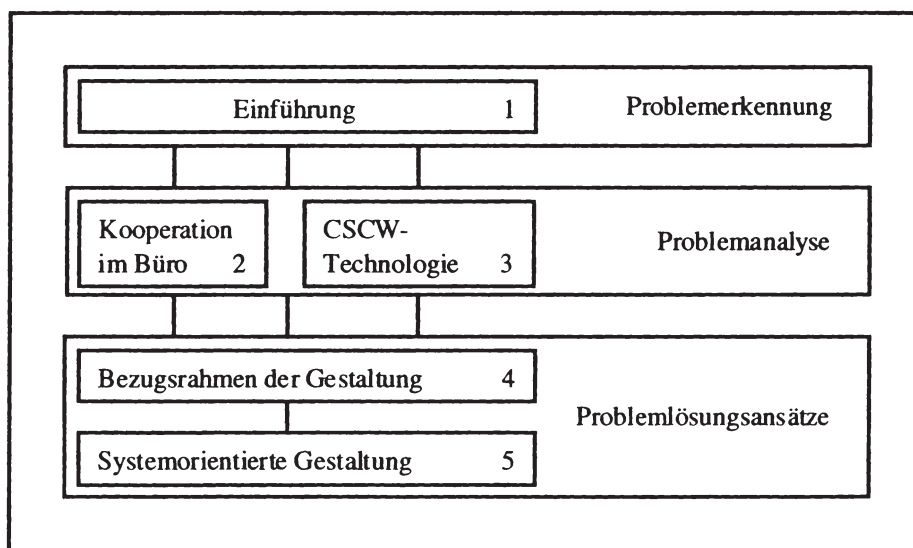 Einführung 1 Problemerkennung
Kooperation
im Büro 2
CSCW-
Technologie 3
Problemanalyse
Bezugsrahmen der Gestaltung 4
Problemlösungsansätze
Systemorientierte Gestaltung 5